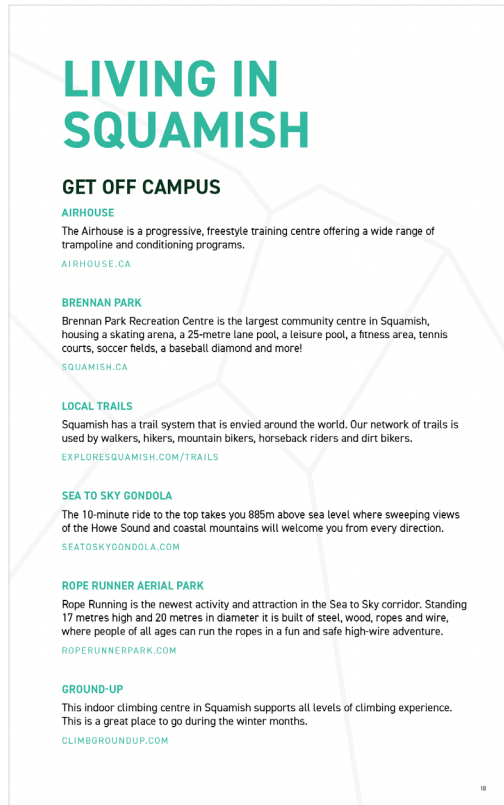 LIVING IN
SQUAMISH
GET OFF CAMPUS
AIRHOUSE
The Airhouse is a progressive, freestyle training centre offering a wide range of
trampoline and conditioning programs.
AIRHOUSE.CA
BRENNAN PARK
Brennan Park Recreation Centre is the largest community centre in Squamish,
housing a skating arena, a 25-metre lane pool, a leisure pool, a fitness area, tennis
courts, soccer fields, a baseball diamond and more!
SQUAMISH.CA
LOCAL TRAILS
Squamish has a trail system that is envied around the world. Our network of trails is
used by walkers, hikers, mountain bikers, horseback riders and dirt bikers.
EXPLORESQUAMISH.COM/TRAILS
SEA TO SKY GONDOLA
The 10-minute ride to the top takes you 885m above sea level where sweeping views
of the Howe Sound and coastal mountains will welcome you from every direction.
SEATOSKYGONDOLA.COM
ROPE RUNNER AERIAL PARK
Rope Running is the newest activity and attraction in the Sea to Sky corridor. Standing
17 metres high and 20 metres in diameter it is built of steel, wood, ropes and wire,
where people of all ages can run the ropes in a fun and safe high-wire adventure.
ROPERUNNERPARK.COM
GROUND-UP
This indoor climbing centre in Squamish supports all levels of climbing experience.
This is a great place to go during the winter months.
CLIMBGROUNDUP.COM
10